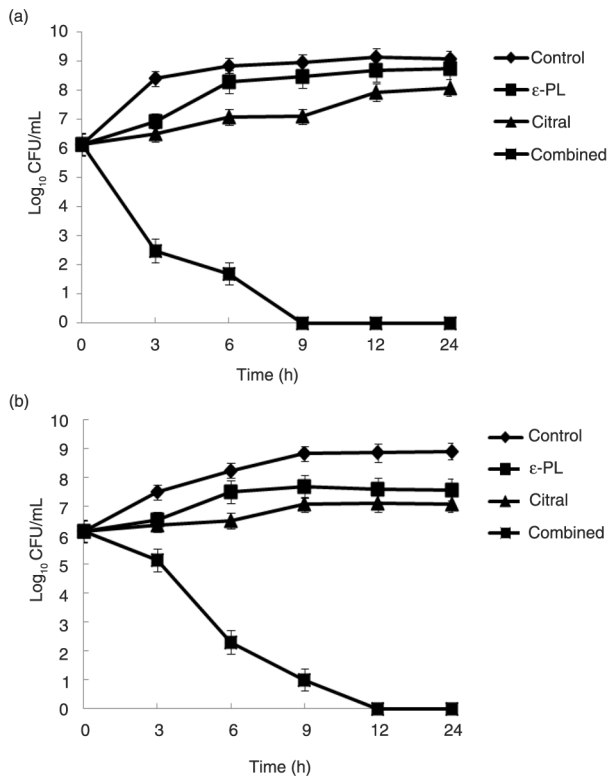 (a)
10
9
8
7
6
5
4
3
2
1
0
Log10 CFU/mL
0 3 6 9 12 24
Time (h)
Control
ε-PL
Citral
Combined
(b)
10
9
8
7
6
5
4
3
2
1
0
Log10 CFU/mL
0 3 6 9 12 24
Time (h)
Control
ε-PL
Citral
Combined